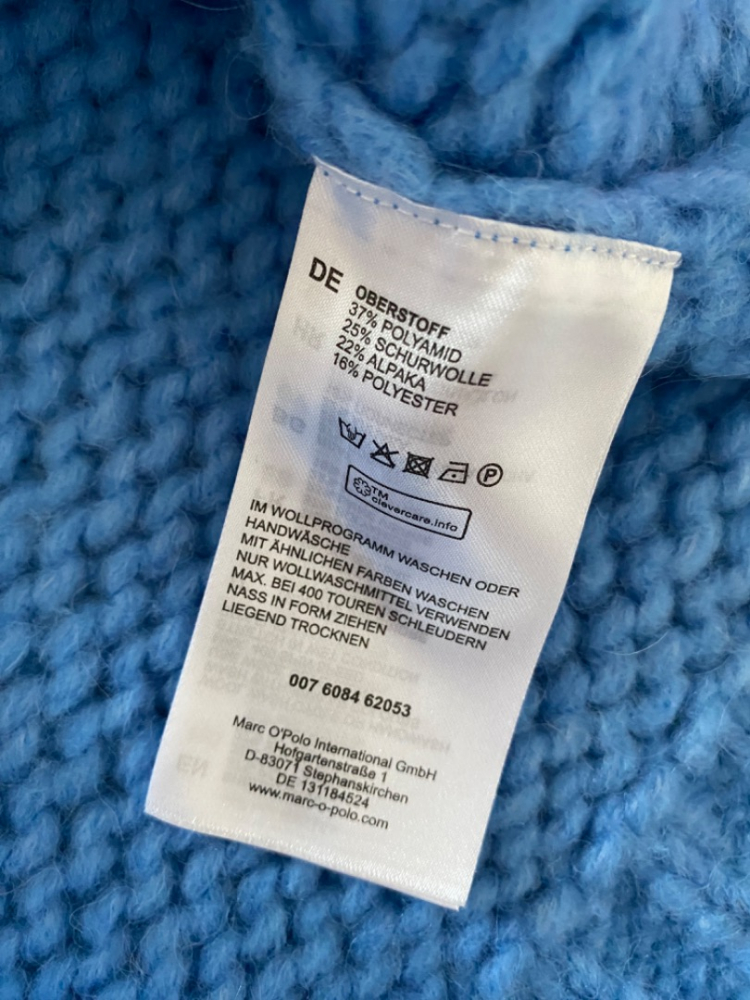 DE
OBERSTOFF
37% POLYAMID
25% SCHURWOLLE
22% ALPAKA
16% POLYESTER
P
TM
clevercare.info
IM WOLLPROGRAMM WASCHEN ODER
HANDWÄSCHE
MIT ÄHNLICHEN FARBEN WASCHEN
NUR WOLLWASCHMITTEL VERWENDEN
MAX. BEI 400 TOUREN SCHLEUDERN
NASS IN FORM ZIEHEN
LIEGEND TROCKNEN
007 6084 62053
Marc O'Polo International GmbH
Hofgartenstraße 1
D-83071 Stephanskirchen
DE 131184524
www.marc-o-polo.com